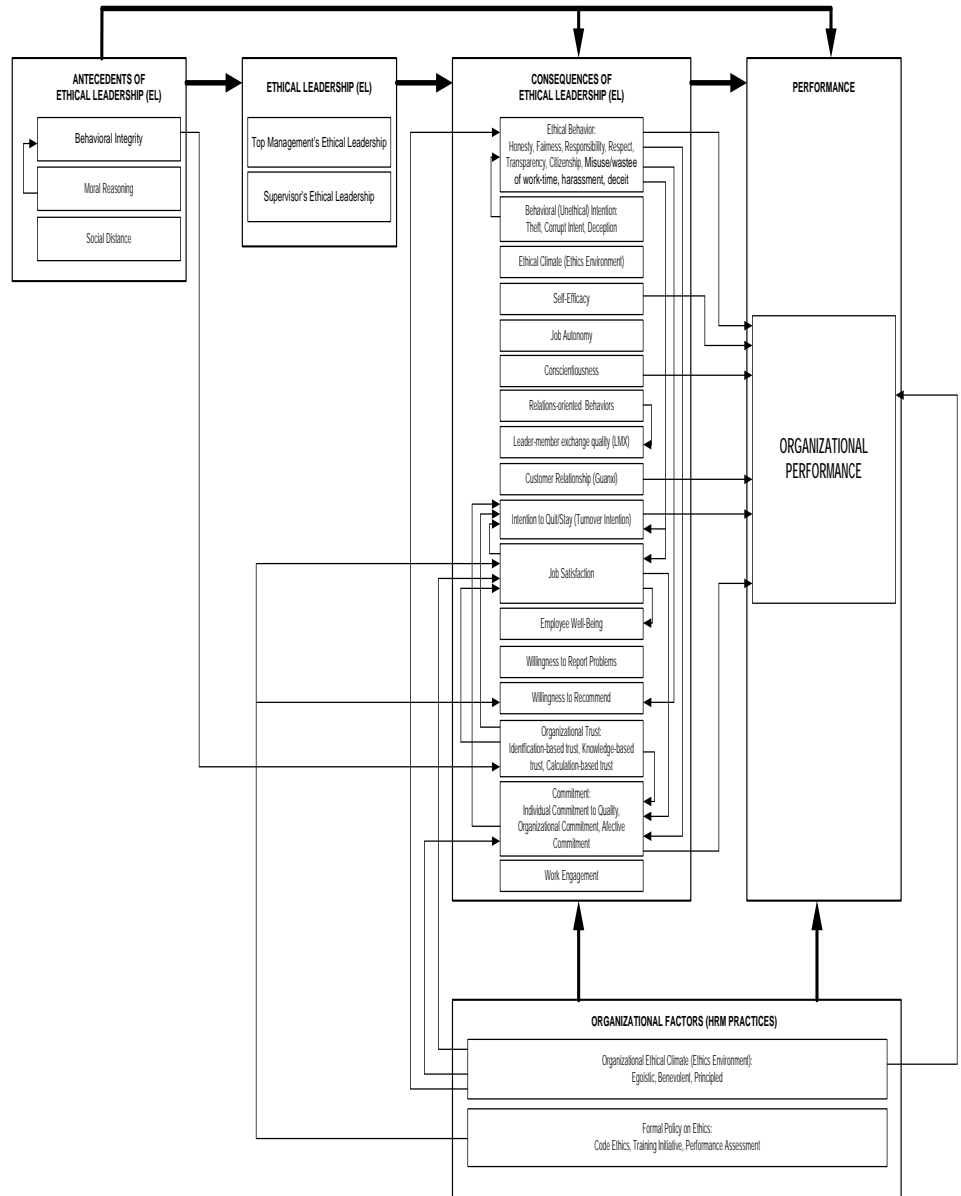 ANTECEDENTS OF
ETHICAL LEADERSHIP (EL)
Behavioral Integrity
Moral Reasoning
Social Distance
ETHICAL LEADERSHIP (EL)
Top Management's Ethical Leadership
Supervisor's Ethical Leadership
CONSEQUENCES OF
ETHICAL LEADERSHIP (EL)
Ethical Behavior:
Honesty, Fairness, Responsibility, Respect,
Transparency, Citizenship, Misuse/wastee
of work-time, harassment, deceit
Behavioral (Unethical) Intention:
Theft, Corrupt Intent, Deception
Ethical Climate (Ethics Environment)
Self-Efficacy
Job Autonomy
Conscientiousness
Relations-oriented Behaviors
Leader-member exchange quality (LMX)
Customer Relationship (Guanxi)
Intention to Quit/Stay (Turnover Intention)
Job Satisfaction
Employee Well-Being
Willingness to Report Problems
Willingness to Recommend
Organizational Trust:
Identification-based trust, Knowledge-based
trust, Calculation-based trust
Commitment:
Individual Commitment to Quality,
Organizational Commitment, Afective
Commitment
Work Engagement
PERFORMANCE
ORGANIZATIONAL
PERFORMANCE
ORGANIZATIONAL FACTORS (HRM PRACTICES)
Organizational Ethical Climate (Ethics Environment):
Egoistic, Benevolent, Principled
Formal Policy on Ethics:
Code Ethics, Training Initiative, Performance Assessment